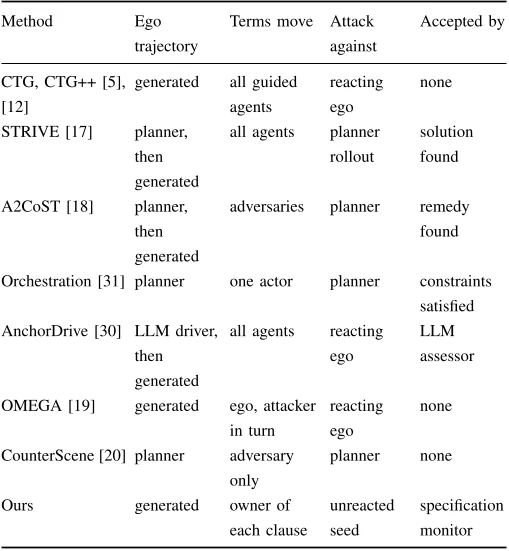 Method Ego Terms move Attack Accepted by
trajectory against
CTG, CTG++ [5], generated all guided reacting none
[12] agents ego
STRIVE [17] planner, all agents planner solution
then rollout found
generated
A2CoST [18] planner, adversaries planner remedy
then found
generated
Orchestration [31] planner one actor planner constraints
satisfied
AnchorDrive [30] LLM driver, all agents reacting LLM
then ego assessor
generated
OMEGA [19] generated ego, attacker reacting none
in turn ego
CounterScene [20] planner adversary planner none
only
Ours generated owner of unreacted specification
each clause seed monitor